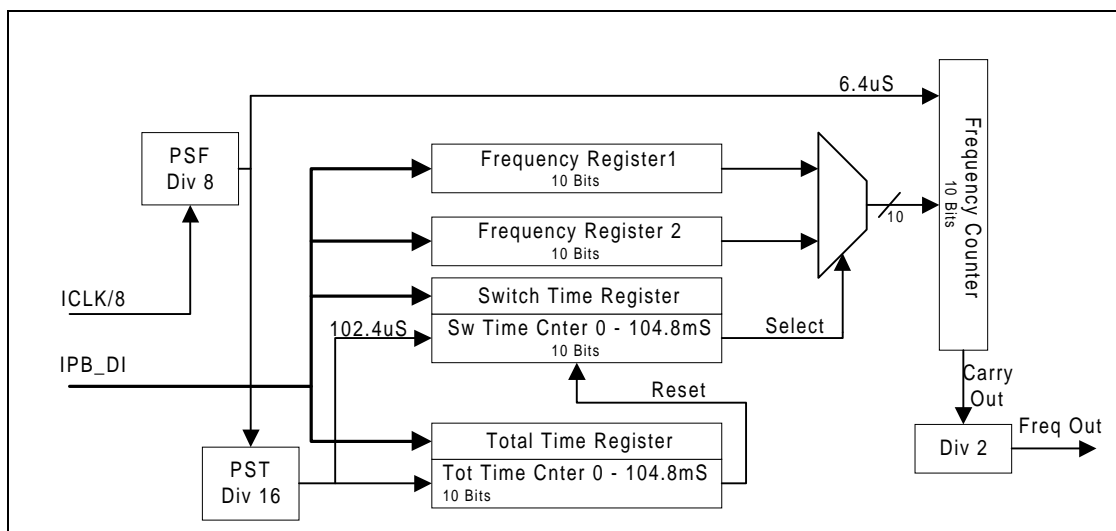 6.4uS
PSF
Div 8
Frequency Register1
10 Bits
Frequency Register 2
10 Bits
Frequency Counter
10 Bits
10
ICLK/8
Switch Time Register
102.4uS
Sw Time Cnter 0 - 104.8mS
10 Bits
Select
IPB_DI
Reset
Carry
Out
PST
Div 16
Total Time Register
Tot Time Cnter 0 - 104.8mS
10 Bits
Div 2
Freq Out